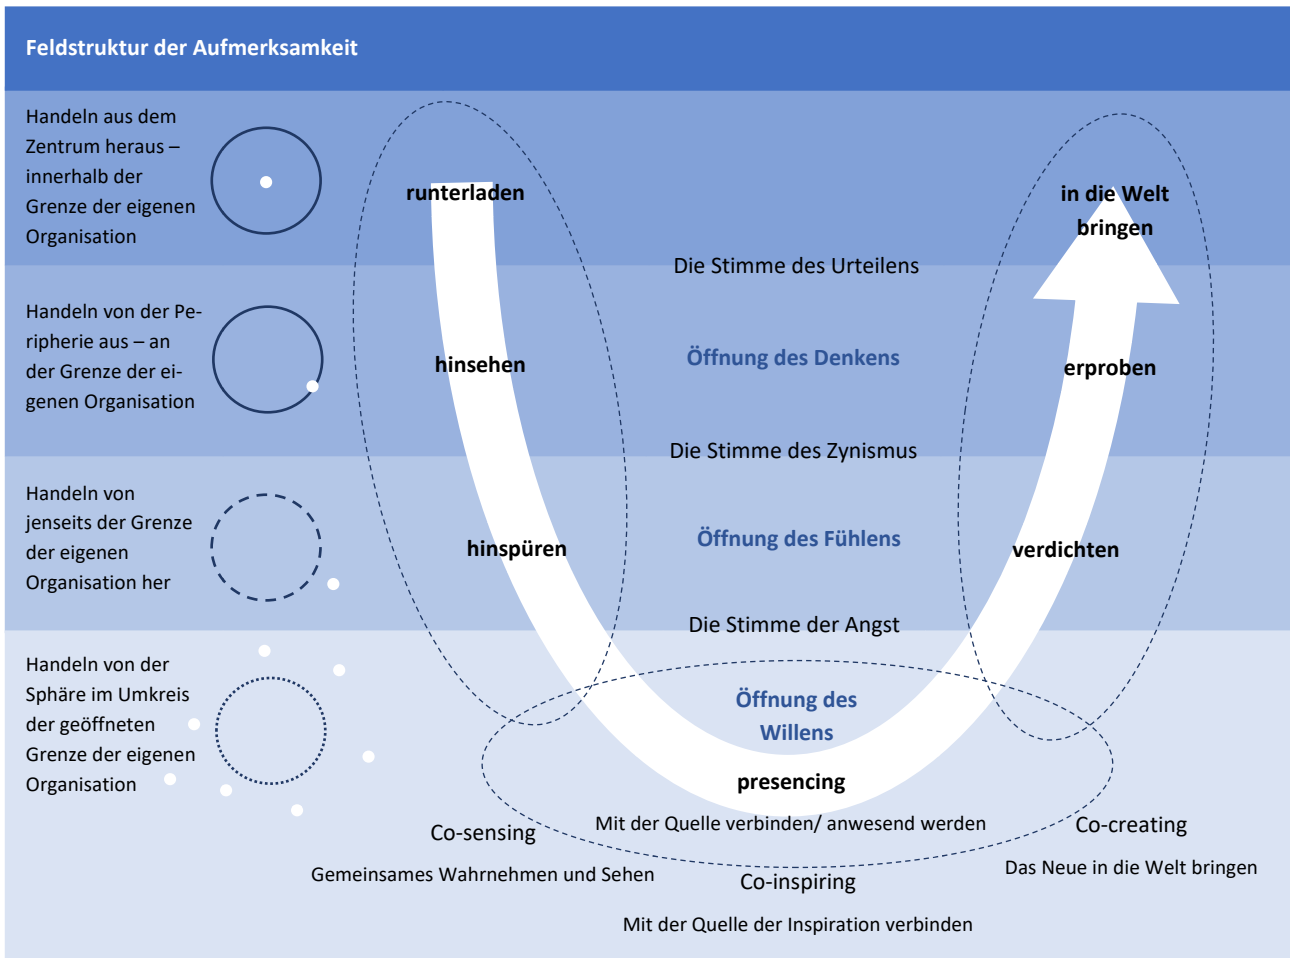 Feldstruktur der Aufmerksamkeit
Handeln aus dem
Zentrum heraus –
innerhalb der
Grenze der eigenen
Organisation
runterladen
in die Welt
bringen
Die Stimme des Urteilens
Handeln von der Pe-
ripherie aus – an
der Grenze der ei-
genen Organisation
hinsehen
Öffnung des Denkens
erproben
Die Stimme des Zynismus
Handeln von
jenseits der Grenze
der eigenen
Organisation her
hinspüren
Öffnung des Fühlens
verdichten
Die Stimme der Angst
Handeln von der
Sphäre im Umkreis
der geöffneten
Grenze der eigenen
Organisation
Öffnung des
Willens
presencing
Mit der Quelle verbinden/ anwesend werden
Co-sensing
Gemeinsames Wahrnehmen und Sehen
Co-inspiring
Mit der Quelle der Inspiration verbinden
Co-creating
Das Neue in die Welt bringen